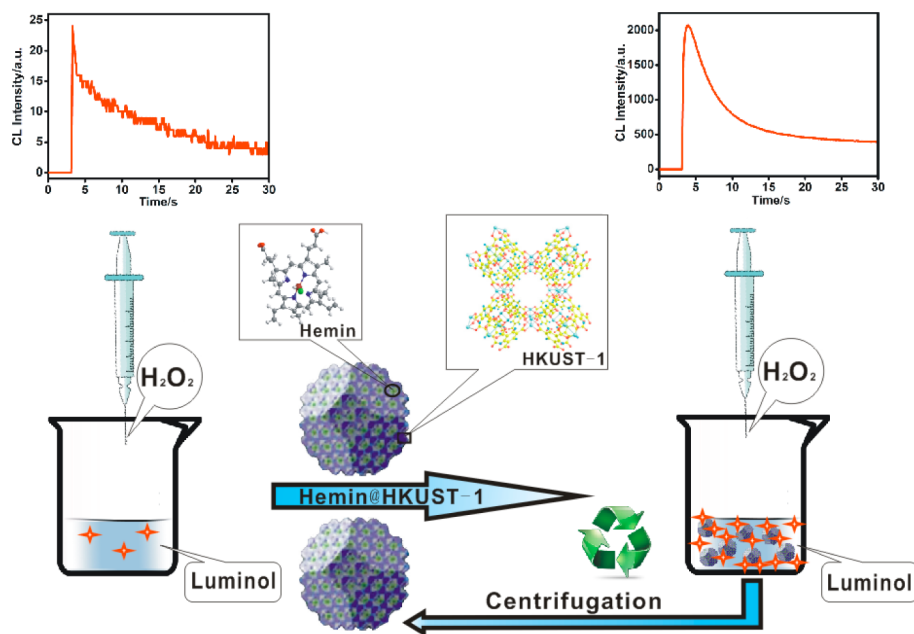 CL Intensity/a.u.
25
20
15
10
5
0
0 5 10 15 20 25 30
Time/s
CL Intensity/a.u.
2000
1500
1000
500
0
0 5 10 15 20 25 30
Time/s
Hemin
HKUST-1
H₂O₂
H₂O₂
Hemin@HKUST-1
Luminol
Luminol
Centrifugation